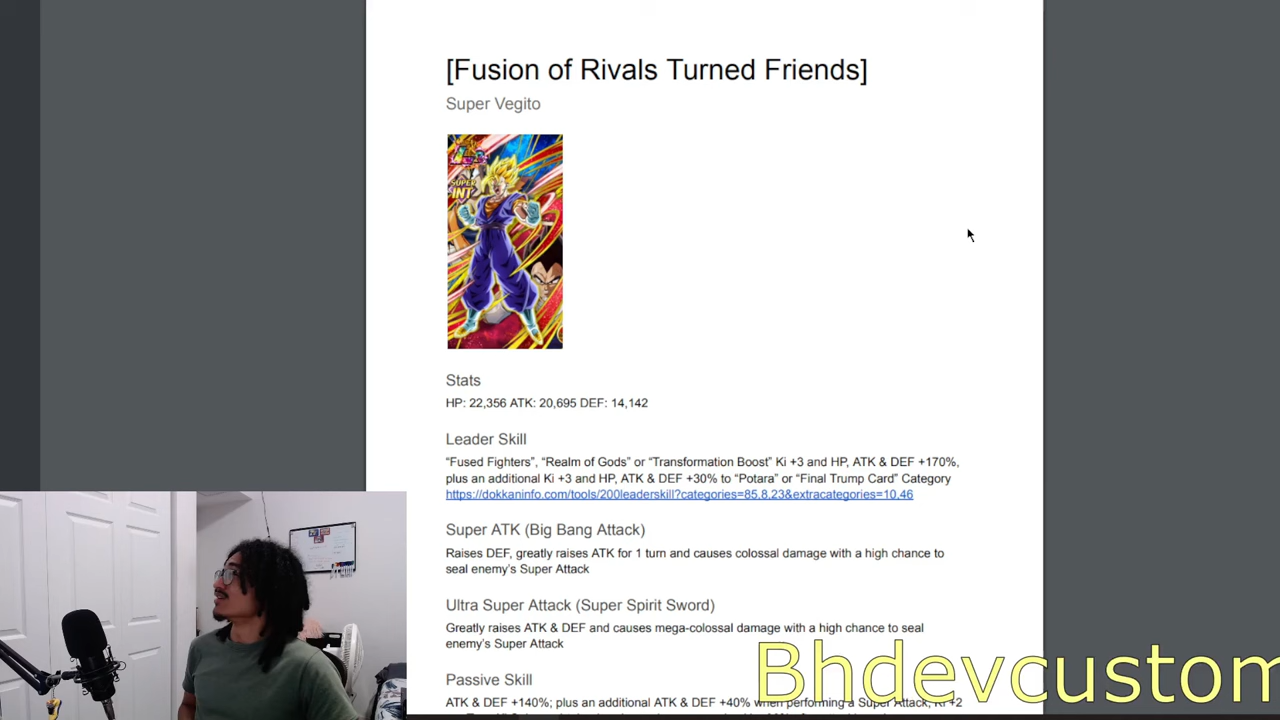 [Fusion of Rivals Turned Friends]
Super Vegito
SUPER
INT
Stats
HP: 22,356 ATK: 20,695 DEF: 14,142
Leader Skill
“Fused Fighters”, “Realm of Gods” or “Transformation Boost” Ki +3 and HP, ATK & DEF +170%,
plus an additional Ki +3 and HP, ATK & DEF +30% to “Potara” or “Final Trump Card” Category
https://dokkaninfo.com/tools/200leaderskill?categories=85,8,23&extracategories=10,46
Super ATK (Big Bang Attack)
Raises DEF, greatly raises ATK for 1 turn and causes colossal damage with a high chance to
seal enemy's Super Attack
Ultra Super Attack (Super Spirit Sword)
Greatly raises ATK & DEF and causes mega-colossal damage with a high chance to seal
enemy's Super Attack
Passive Skill
ATK & DEF +140%; plus an additional ATK & DEF +40% when performing a Super Attack, Ki +2
Bhdevcustom